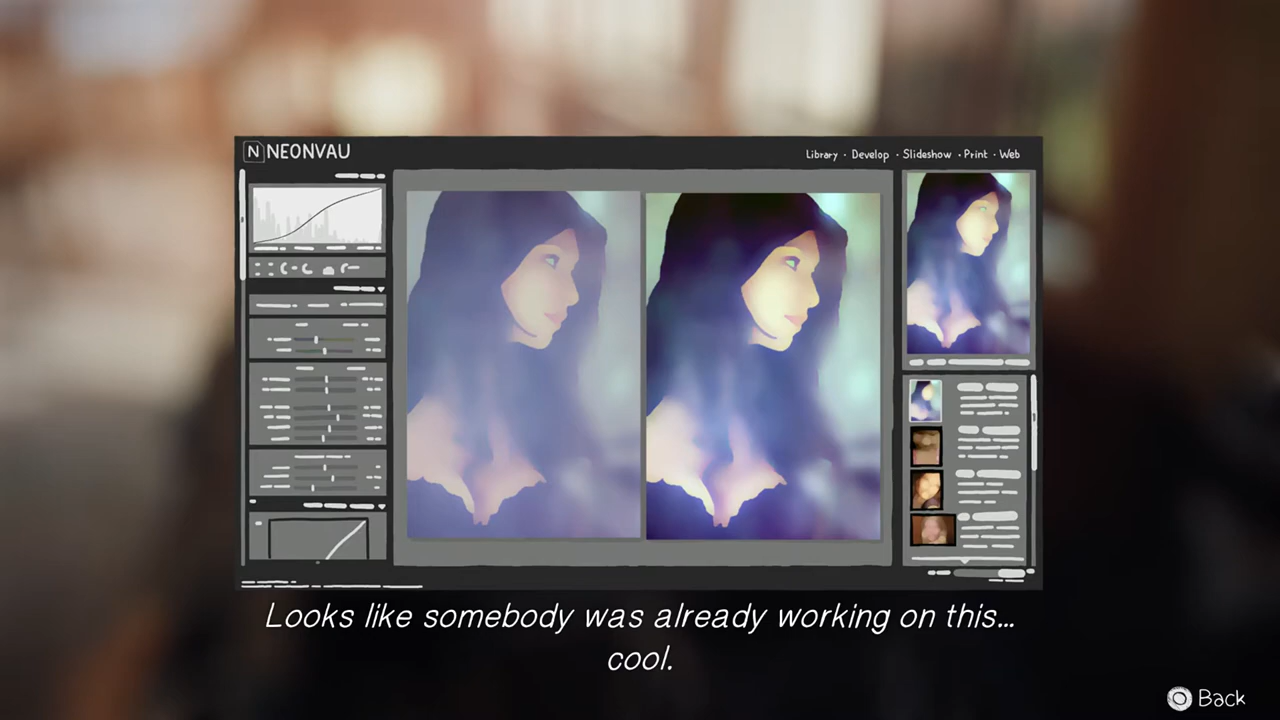 N NEONVAU
Library · Develop · Slideshow · Print · Web
Looks like somebody was already working on this...
cool.
Back